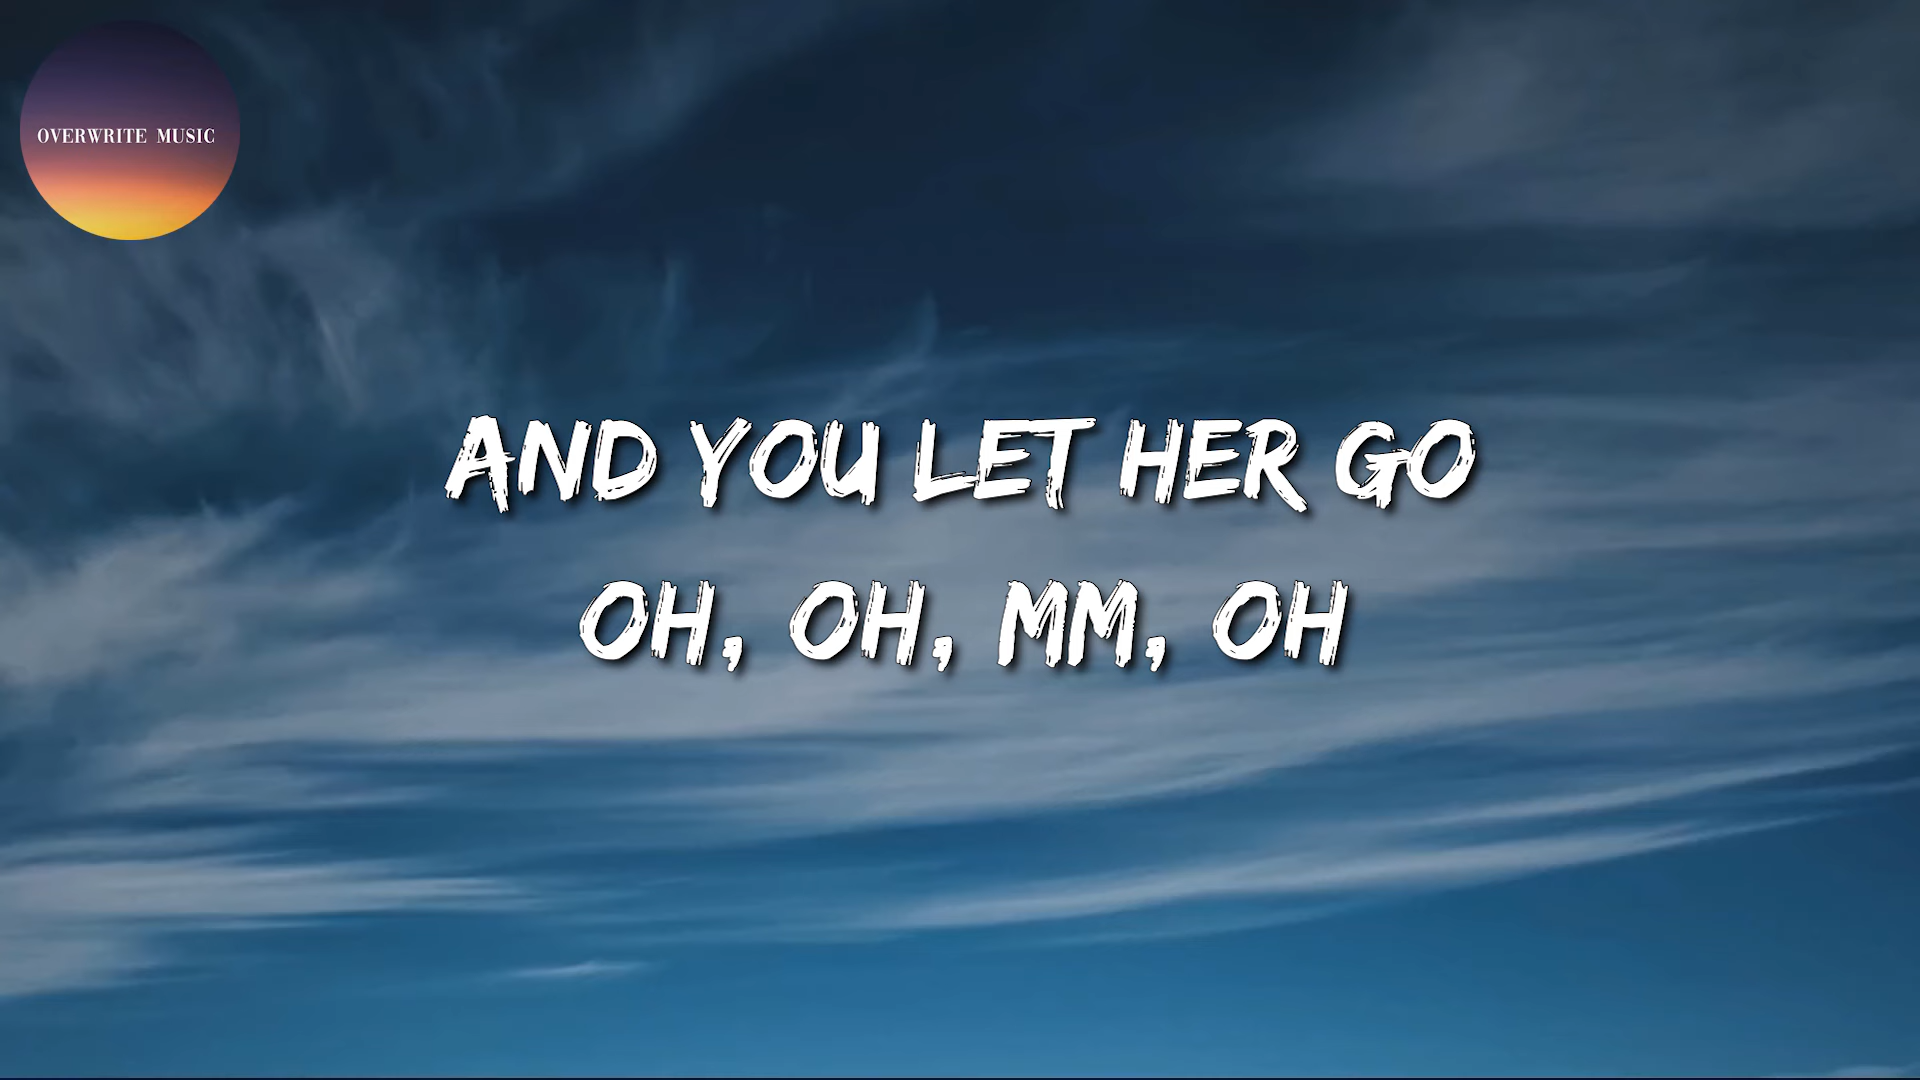 OVERWRITE MUSIC
AND YOU LET HER GO
OH, OH, MM, OH